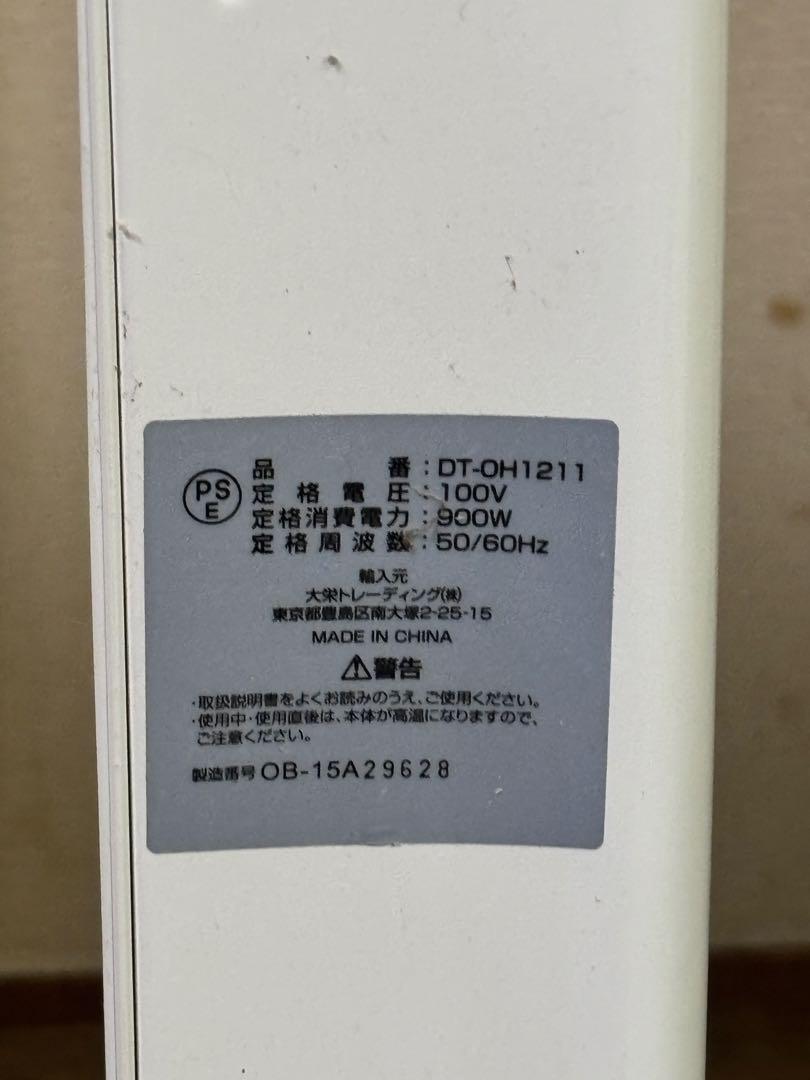 PS
E
品番：DT-OH1211
定格電圧：100V
定格消費電力：900W
定格周波数：50/60Hz
輸入元
大栄トレーディング(株)
東京都豊島区南大塚2-25-15
MADE IN CHINA
⚠警告
・取扱説明書をよくお読みのうえ、ご使用ください。
・使用中・使用直後は、本体が高温になりますので、
ご注意ください。
製造番号 OB-15A29628